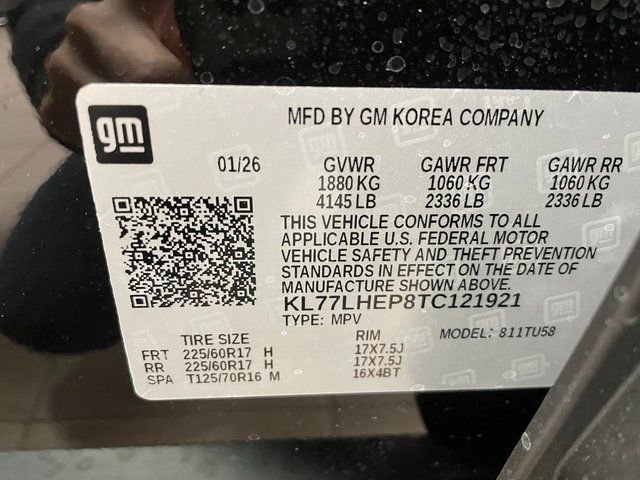 gm
MFD BY GM KOREA COMPANY
01/26 GVWR GAWR FRT GAWR RR
1880 KG 1060 KG 1060 KG
4145 LB 2336 LB 2336 LB
THIS VEHICLE CONFORMS TO ALL
APPLICABLE U.S. FEDERAL MOTOR
VEHICLE SAFETY AND THEFT PREVENTION
STANDARDS IN EFFECT ON THE DATE OF
MANUFACTURE SHOWN ABOVE.
KL77LHEP8TC121921
TYPE: MPV MODEL: 811TU58
TIRE SIZE RIM
FRT 225/60R17 H 17X7.5J
RR 225/60R17 H 17X7.5J
SPA T125/70R16 M 16X4BT